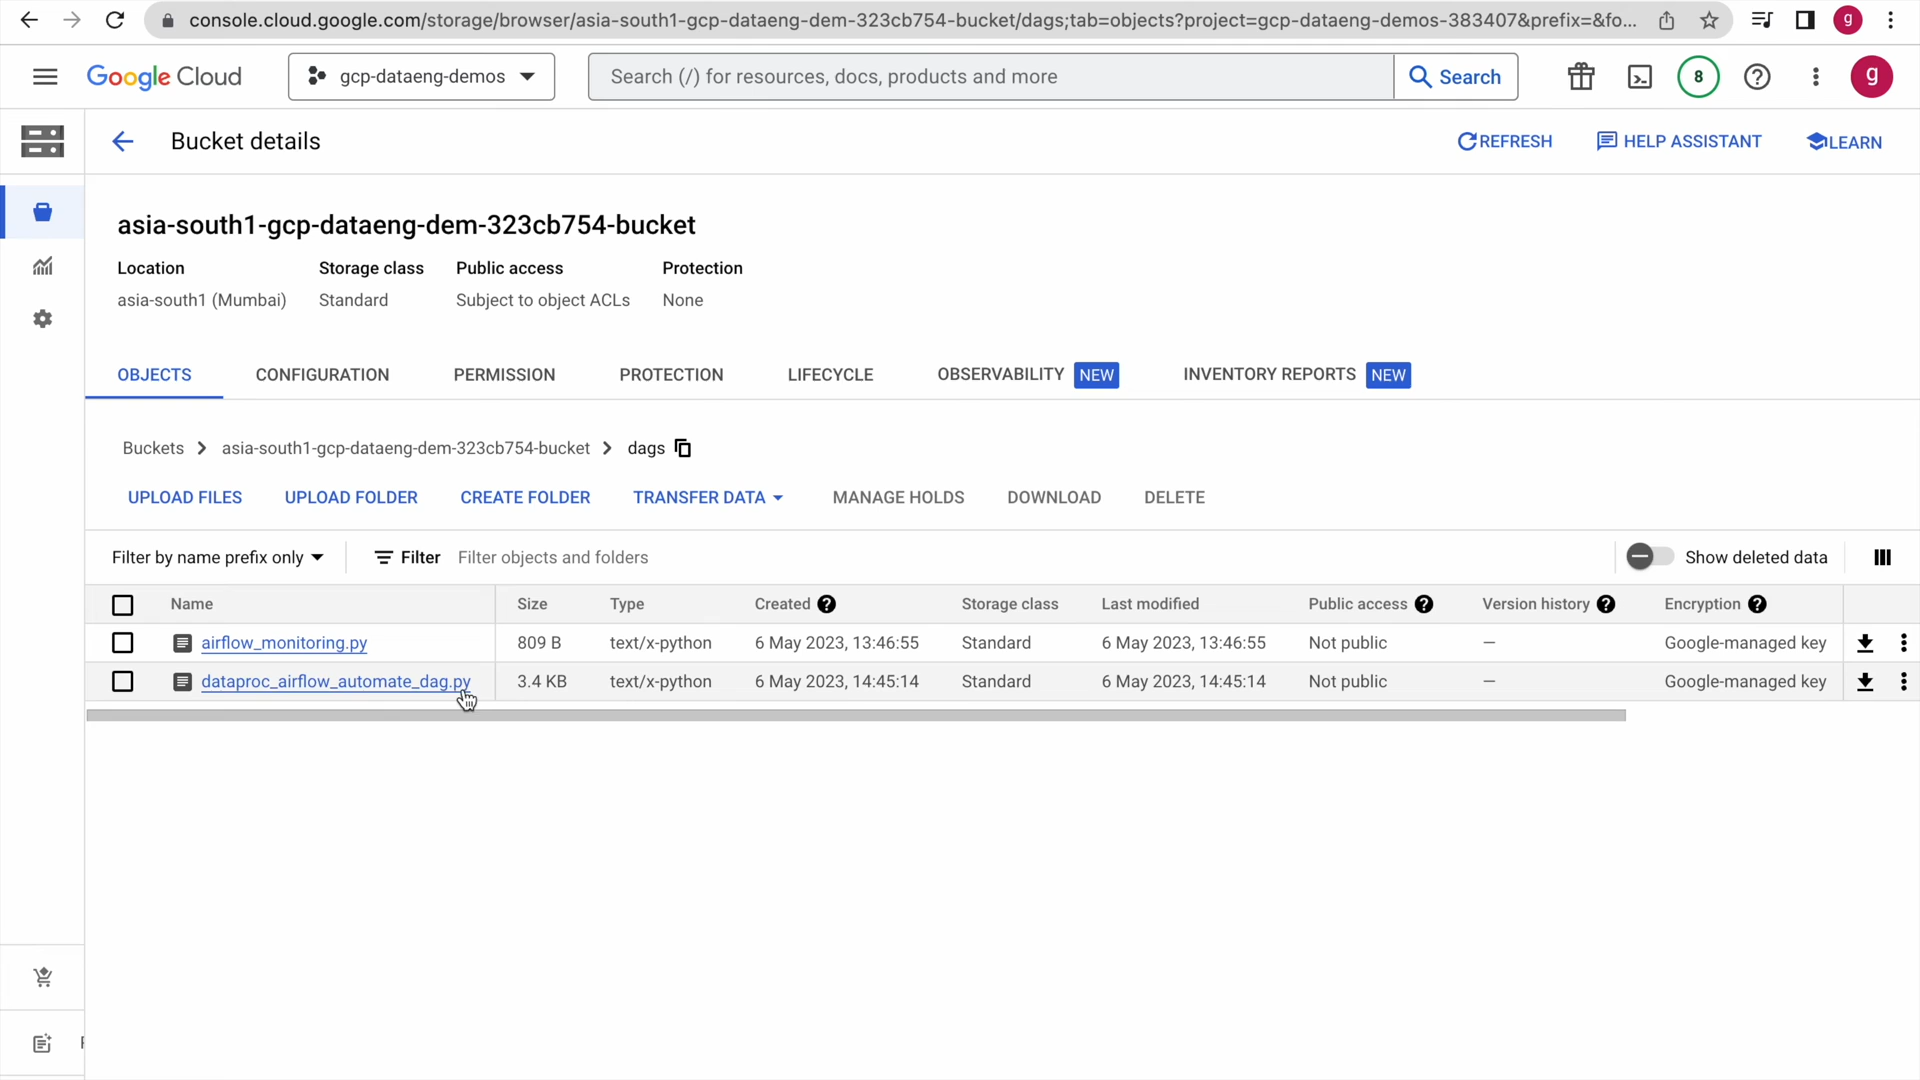 console.cloud.google.com/storage/browser/asia-south1-gcp-dataeng-dem-323cb754-bucket/dags;tab=objects?project=gcp-dataeng-demos-383407&prefix=&fo...
g
Google Cloud
gcp-dataeng-demos
Search (/) for resources, docs, products and more
Search
8
g
Bucket details
REFRESH
HELP ASSISTANT
LEARN
asia-south1-gcp-dataeng-dem-323cb754-bucket
Location Storage class Public access Protection
asia-south1 (Mumbai) Standard Subject to object ACLs None
OBJECTS CONFIGURATION PERMISSION PROTECTION LIFECYCLE OBSERVABILITY NEW INVENTORY REPORTS NEW
Buckets > asia-south1-gcp-dataeng-dem-323cb754-bucket > dags
UPLOAD FILES UPLOAD FOLDER CREATE FOLDER TRANSFER DATA MANAGE HOLDS DOWNLOAD DELETE
Filter by name prefix only Filter Filter objects and folders Show deleted data
Name Size Type Created Storage class Last modified Public access Version history Encryption
airflow_monitoring.py 809 B text/x-python 6 May 2023, 13:46:55 Standard 6 May 2023, 13:46:55 Not public — Google-managed key
dataproc_airflow_automate_dag.py 3.4 KB text/x-python 6 May 2023, 14:45:14 Standard 6 May 2023, 14:45:14 Not public — Google-managed key